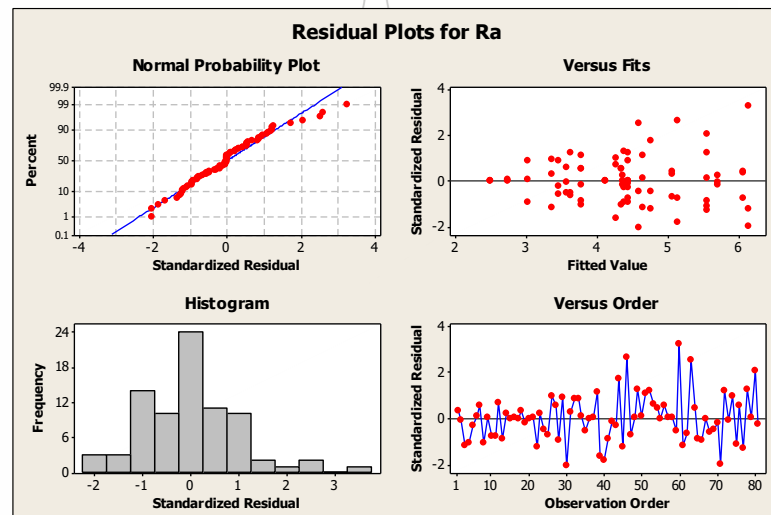 Residual Plots for Ra
Normal Probability Plot
99.9
99
90
50
10
1
0.1
Percent
-4 -2 0 2 4
Standardized Residual
Versus Fits
4
2
0
-2
Standardized Residual
2 3 4 5 6
Fitted Value
Histogram
24
18
12
6
0
Frequency
-2 -1 0 1 2 3
Standardized Residual
Versus Order
4
2
0
-2
Standardized Residual
1 10 20 30 40 50 60 70 80
Observation Order